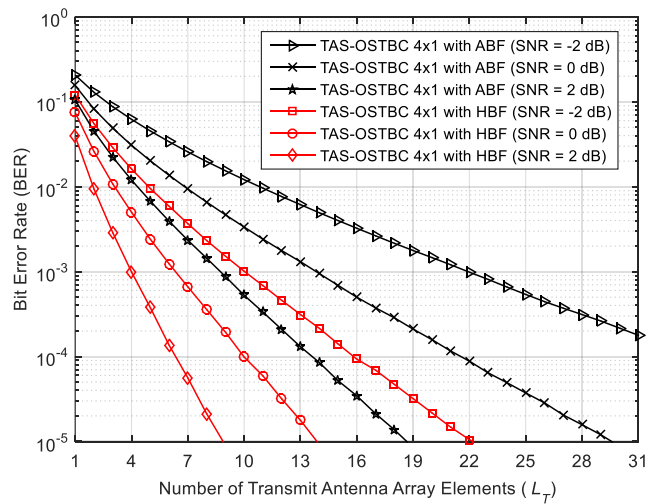 10^0
10^-1
10^-2
10^-3
10^-4
10^-5
Bit Error Rate (BER)
TAS-OSTBC 4x1 with ABF (SNR = -2 dB)
TAS-OSTBC 4x1 with ABF (SNR = 0 dB)
TAS-OSTBC 4x1 with ABF (SNR = 2 dB)
TAS-OSTBC 4x1 with HBF (SNR = -2 dB)
TAS-OSTBC 4x1 with HBF (SNR = 0 dB)
TAS-OSTBC 4x1 with HBF (SNR = 2 dB)
1 4 7 10 13 16 19 22 25 28 31
Number of Transmit Antenna Array Elements ( L_T )